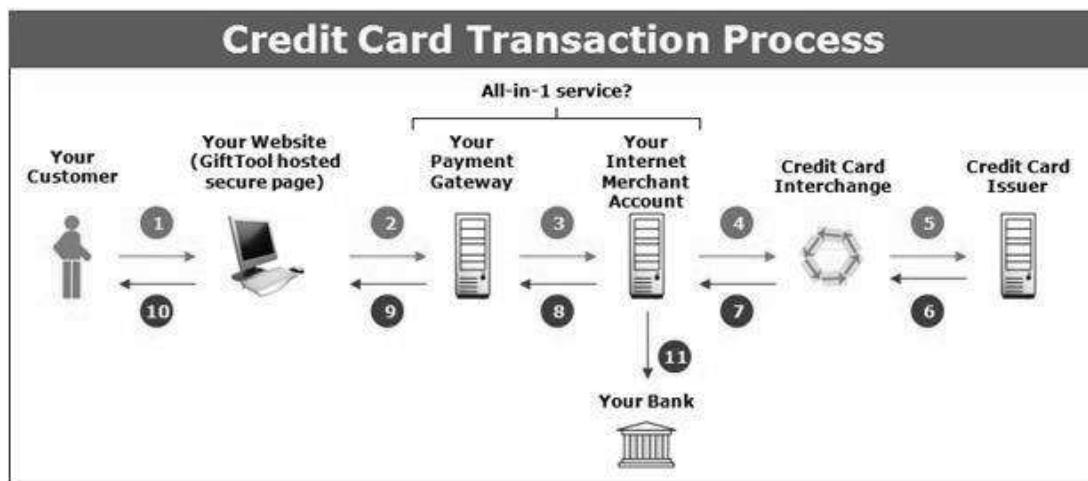 Credit Card Transaction Process
All-in-1 service?
Your
Customer
Your Website
(GiftTool hosted
secure page)
Your
Payment
Gateway
Your
Internet
Merchant
Account
Credit Card
Interchange
Credit Card
Issuer
1
2
3
4
5
10
9
8
7
6
11
Your Bank